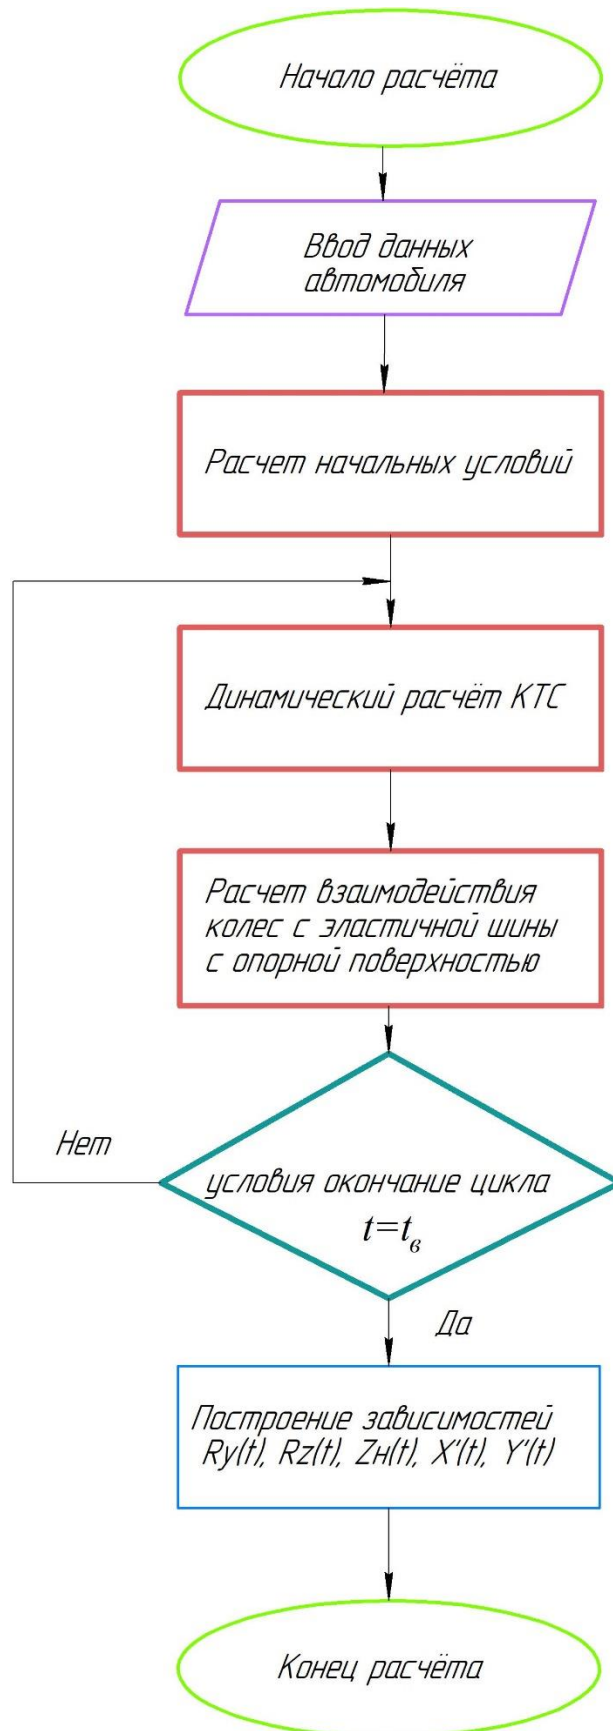 Начало расчёта
Ввод данных
автомобиля
Расчет начальных условий
Динамический расчёт КТС
Расчет взаимодействия
колес с эластичной шины
с опорной поверхностью
Нет
условия окончание цикла
t=tв
Да
Построение зависимостей
Ry(t), Rz(t), Zн(t), X'(t), Y'(t)
Конец расчёта